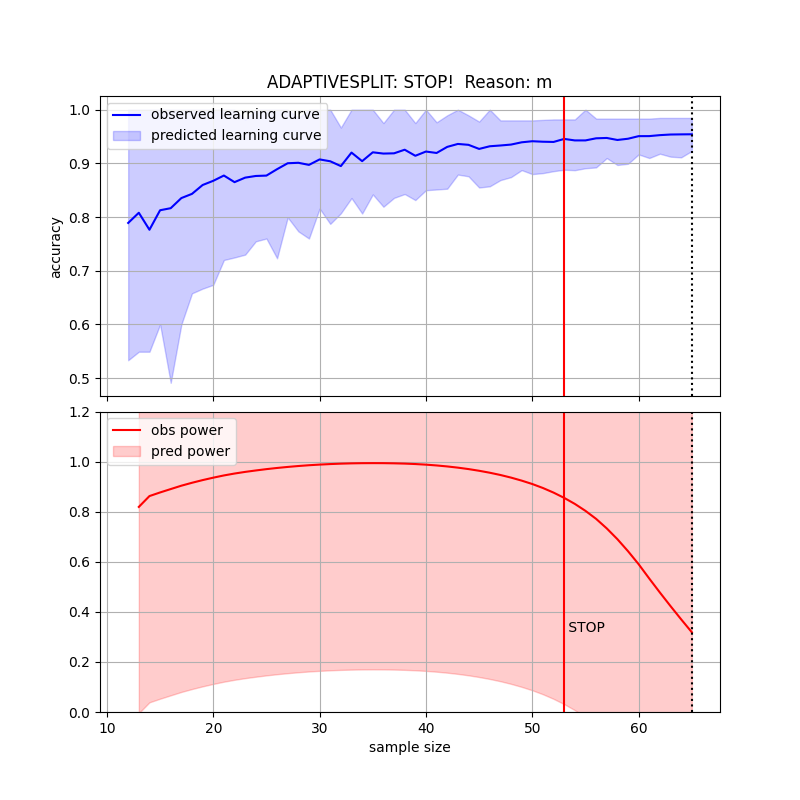 ADAPTIVESPLIT: STOP!  Reason: m
observed learning curve
predicted learning curve
1.0
0.9
0.8
0.7
0.6
0.5
accuracy
obs power
pred power
1.2
1.0
0.8
0.6
0.4
0.2
0.0
STOP
10 20 30 40 50 60
sample size